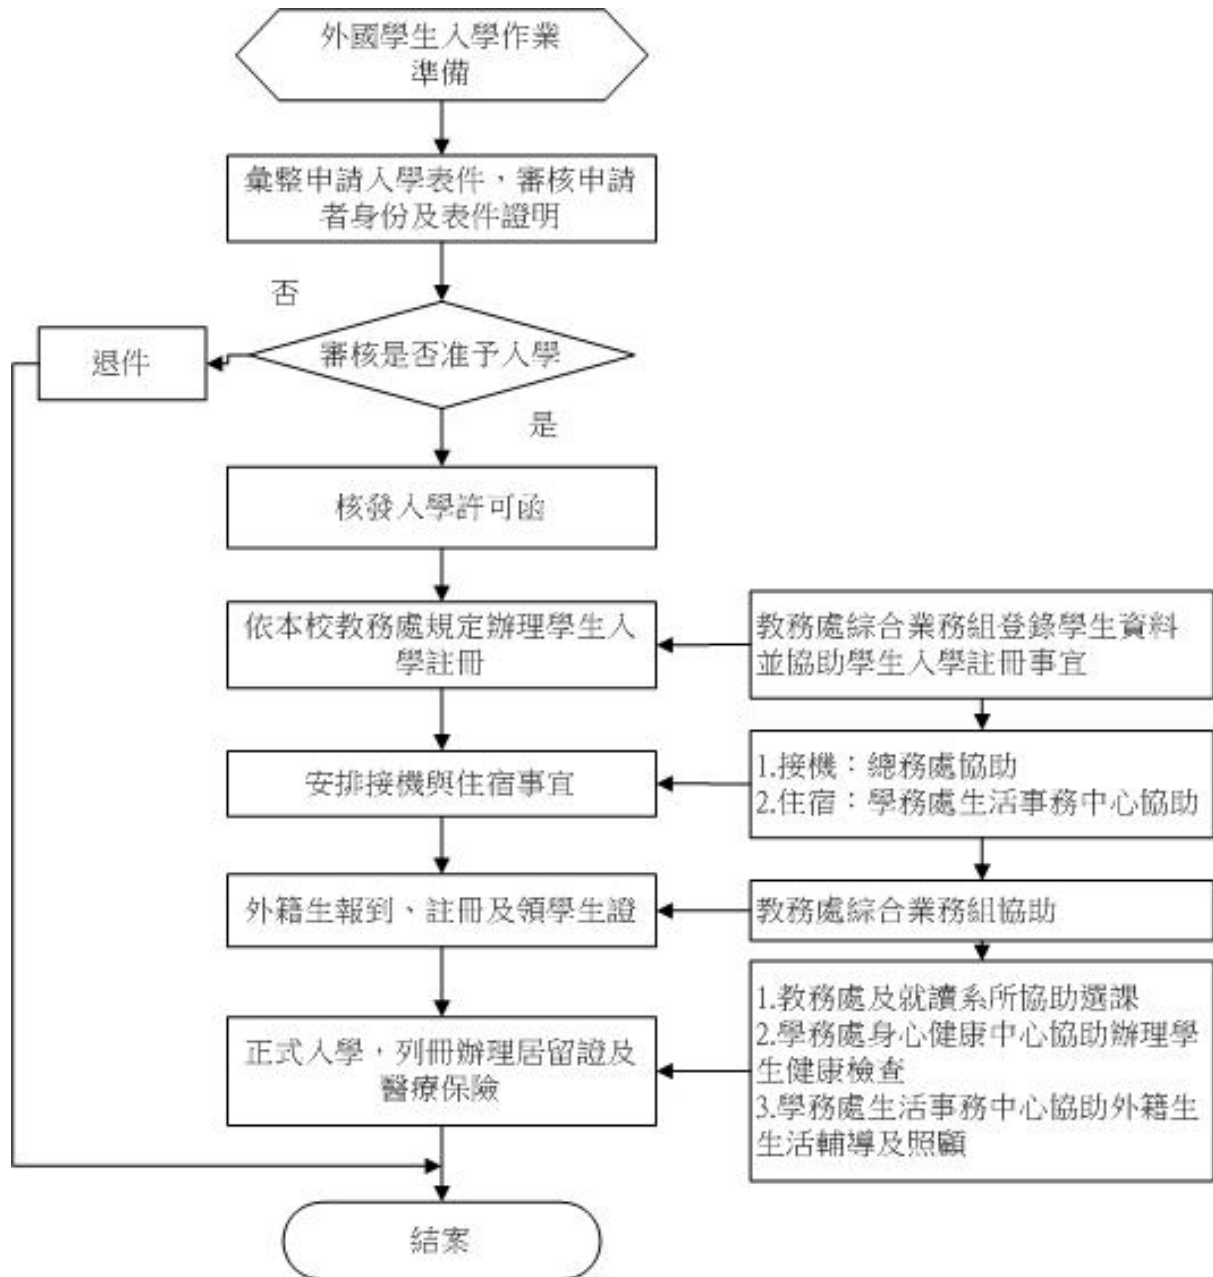 外國學生入學作業
準備
彙整申請入學表件，審核申請
者身份及表件證明
否
審核是否准予入學
退件
是
核發入學許可函
依本校教務處規定辦理學生入
學註冊
教務處綜合業務組登錄學生資料
並協助學生入學註冊事宜
安排接機與住宿事宜
1.接機：總務處協助
2.住宿：學務處生活事務中心協助
外籍生報到、註冊及領學生證
教務處綜合業務組協助
正式入學，列冊辦理居留證及
醫療保險
1.教務處及就讀系所協助選課
2.學務處身心健康中心協助辦理學
生健康檢查
3.學務處生活事務中心協助外籍生
生活輔導及照顧
結案